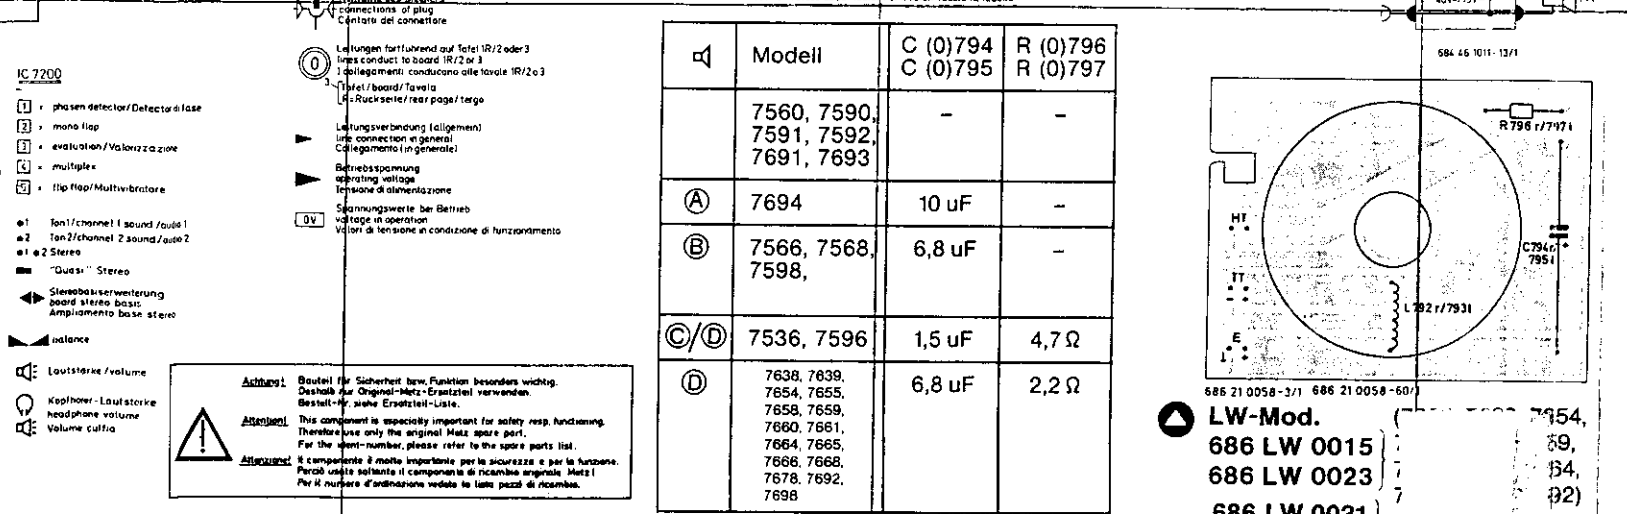 connections of plug
Contatti del connettore
0
Leitungen fortführend auf Tafel 1R/2 oder 3
lines conduct to board 1R/2 or 3
I collegamenti conducono alle tavole 1R/2 o 3
3
Tafel/board/Tavola
R=Rückseite/rear page/tergo
Leitungsverbindung (allgemein)
line connection in general
Collegamento (in generale)
Betriebsspannung
operating voltage
Tensione di alimentazione
0V
Spannungswerte bei Betrieb
voltage in operation
Valori di tensione in condizione di funzionamento
IC 7200
1 = phasen detector/Detector di fase
2 = mono flop
3 = evaluation/Valorizzazione
4 = multiplex
5 = flip flop/Multivibratore
1 Ton1/channel 1 sound/audio 1
2 Ton2/channel 2 sound/audio 2
1 2 Stereo
"Quasi" Stereo
Stereobasiserweiterung
board stereo basis
Ampliamento base stereo
balance
Lautstärke/volume
Kopfhörer-Lautstärke
headphone volume
Volume cuffia
Achtung! Bauteil für Sicherheit bzw. Funktion besonders wichtig.
Deshalb nur Original-Metz-Ersatzteil verwenden.
Bestell-Nr. siehe Ersatzteil-Liste.
Attention! This component is especially important for safety resp. functioning.
Therefore use only the original Metz spare part.
For the ident-number, please refer to the spare parts list.
Attenzione! Il componente è molto importante per la sicurezza e per la funzione.
Perciò usate soltanto il componente di ricambio originale Metz!
Per il numero d'ordinazione vedete la lista pezzi di ricambio.
Modell C (0)794 R (0)796
C (0)795 R (0)797
7560, 7590, – –
7591, 7592,
7691, 7693
A 7694 10 uF –
B 7566, 7568, 6,8 uF –
7598,
C/D 7536, 7596 1,5 uF 4,7 Ω
D 7638, 7639, 6,8 uF 2,2 Ω
7654, 7655,
7658, 7659,
7660, 7661,
7664, 7665,
7666, 7668,
7678, 7692,
7698
684 46 1011-13/1
R796 r/797 l
HT
C794r
795 l
TT
L792 r/793 l
E
686 21 0058-3/1 686 21 0058-60/
LW-Mod.
686 LW 0015
686 LW 0023
686 LW 0021